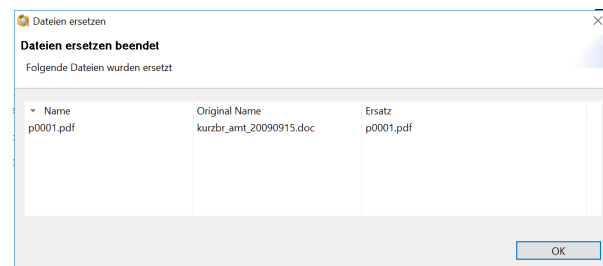 Dateien ersetzen
Dateien ersetzen beendet
Folgende Dateien wurden ersetzt
Name Original Name Ersatz
p0001.pdf kurzbr_amt_20090915.doc p0001.pdf
OK